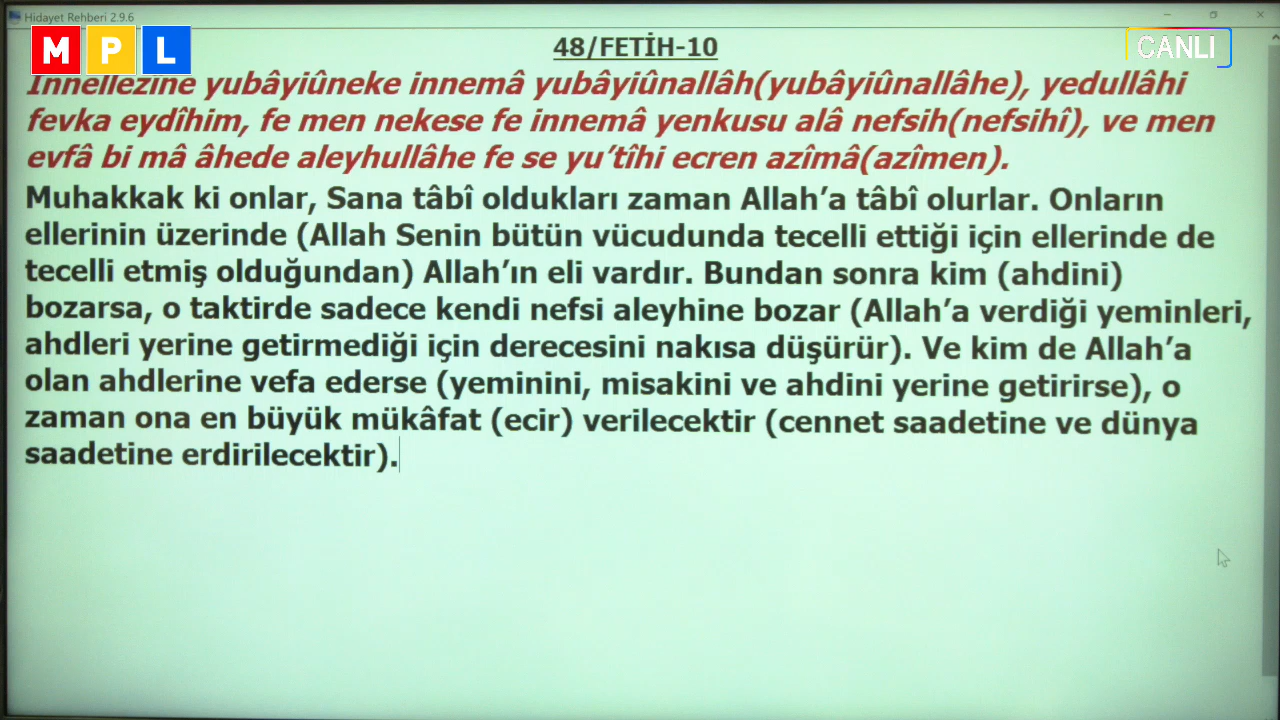 Hidayet Rehberi 2.9.6
MPL
CANLI
48/FETİH-10
İnnellezîne yubâyiûneke innemâ yubâyiûnallâh(yubâyiûnallâhe), yedullâhi
fevka eydîhim, fe men nekese fe innemâ yenkusu alâ nefsih(nefsihî), ve men
evfâ bi mâ âhede aleyhullâhe fe se yu’tîhi ecren azîmâ(azîmen).
Muhakkak ki onlar, Sana tâbî oldukları zaman Allah’a tâbî olurlar. Onların
ellerinin üzerinde (Allah Senin bütün vücudunda tecelli ettiği için ellerinde de
tecelli etmiş olduğundan) Allah’ın eli vardır. Bundan sonra kim (ahdini)
bozarsa, o taktirde sadece kendi nefsi aleyhine bozar (Allah’a verdiği yeminleri,
ahdleri yerine getirmediği için derecesini nakısa düşürür). Ve kim de Allah’a
olan ahdlerine vefa ederse (yeminini, misakini ve ahdini yerine getirirse), o
zaman ona en büyük mükâfat (ecir) verilecektir (cennet saadetine ve dünya
saadetine erdirilecektir).